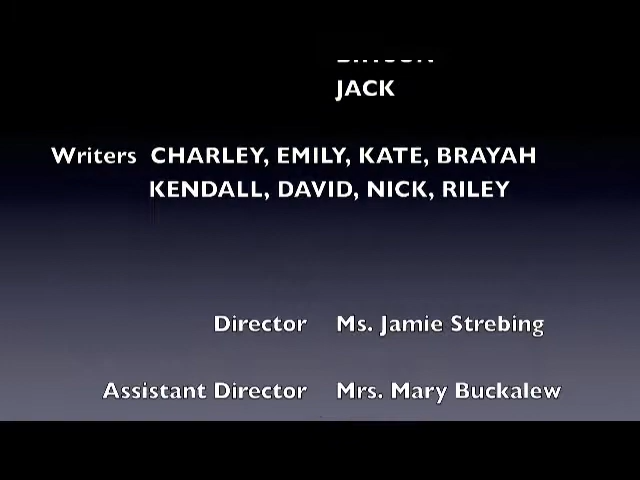 JACK
Writers CHARLEY, EMILY, KATE, BRAYAH
KENDALL, DAVID, NICK, RILEY
Director Ms. Jamie Strebing
Assistant Director Mrs. Mary Buckalew